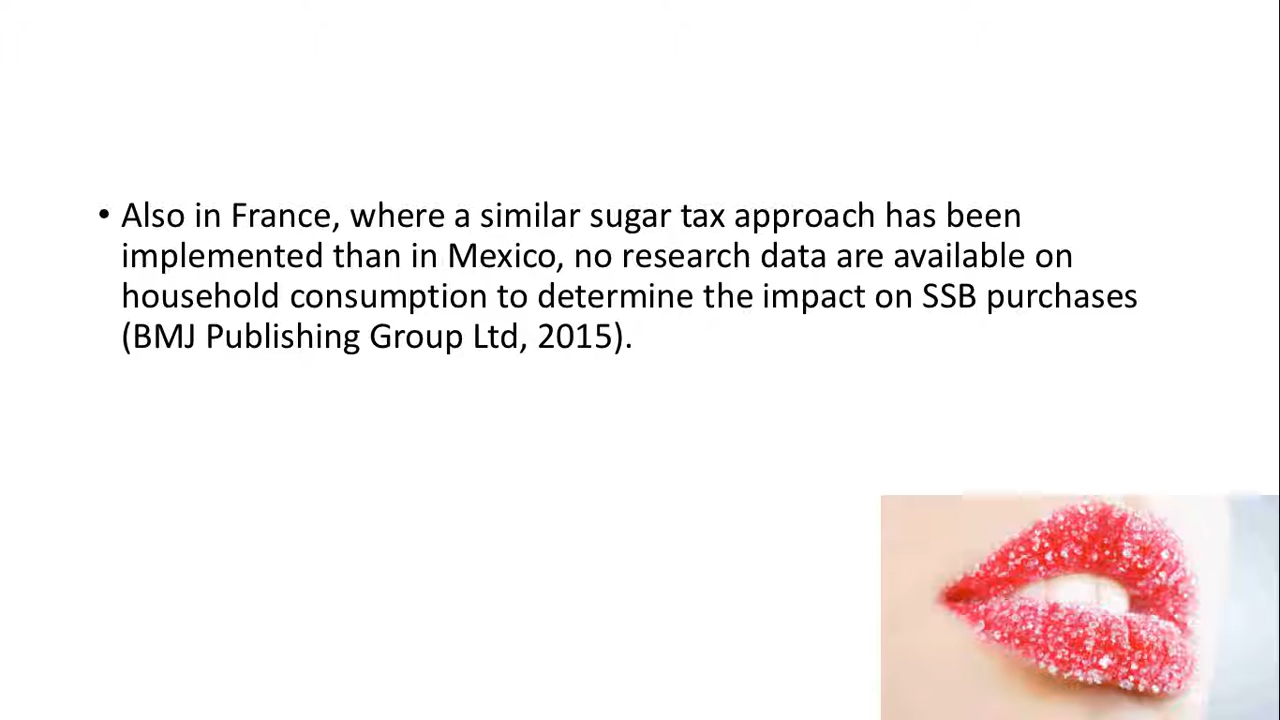 • Also in France, where a similar sugar tax approach has been
implemented than in Mexico, no research data are available on
household consumption to determine the impact on SSB purchases
(BMJ Publishing Group Ltd, 2015).